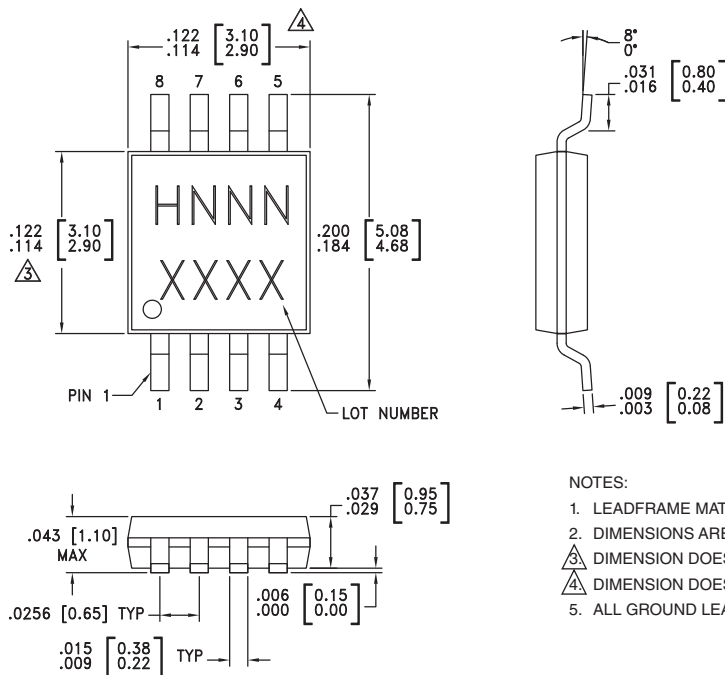 .122 [3.10]
.114 [2.90]
4
8 7 6 5
HNNN
XXXX
.122 [3.10]
.114 [2.90]
3
.200 [5.08]
.184 [4.68]
PIN 1
1 2 3 4
LOT NUMBER
8°
0°
.031 [0.80]
.016 [0.40]
.009 [0.22]
.003 [0.08]
.043 [1.10]
MAX
.037 [0.95]
.029 [0.75]
.0256 [0.65] TYP
.006 [0.15]
.000 [0.00]
.015 [0.38]
.009 [0.22] TYP
NOTES:
1. LEADFRAME MAT
2. DIMENSIONS ARE
3. DIMENSION DOES
4. DIMENSION DOES
5. ALL GROUND LEA